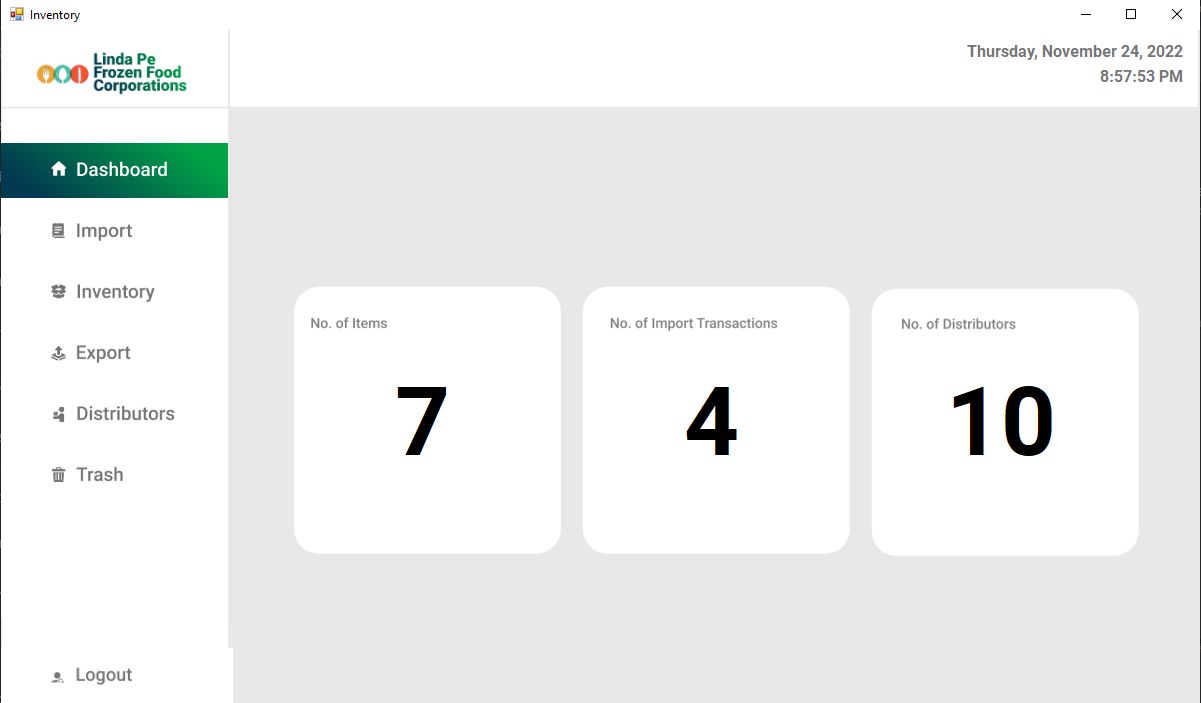 Inventory
Linda Pe
Frozen Food
Corporations
Thursday, November 24, 2022
8:57:53 PM
Dashboard
Import
Inventory
Export
Distributors
Trash
Logout
No. of Items
7
No. of Import Transactions
4
No. of Distributors
10